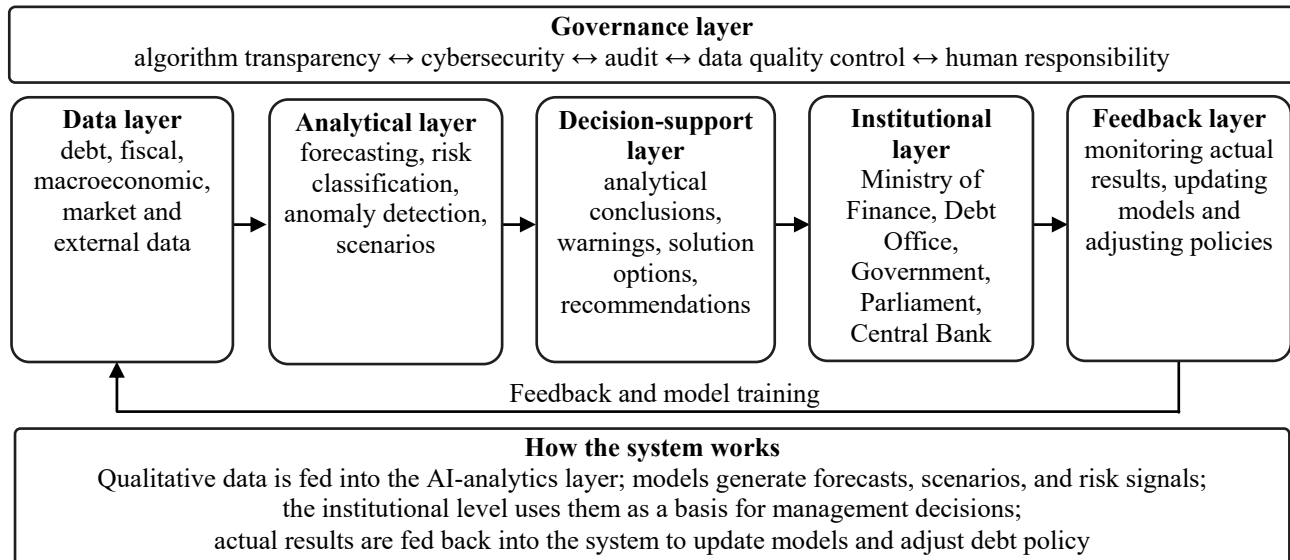 Governance layer
algorithm transparency ↔ cybersecurity ↔ audit ↔ data quality control ↔ human responsibility
Data layer
debt, fiscal,
macroeconomic,
market and
external data
Analytical layer
forecasting, risk
classification,
anomaly detection,
scenarios
Decision-support
layer
analytical
conclusions,
warnings, solution
options,
recommendations
Institutional
layer
Ministry of
Finance, Debt
Office,
Government,
Parliament,
Central Bank
Feedback layer
monitoring actual
results, updating
models and
adjusting policies
Feedback and model training
How the system works
Qualitative data is fed into the AI-analytics layer; models generate forecasts, scenarios, and risk signals;
the institutional level uses them as a basis for management decisions;
actual results are fed back into the system to update models and adjust debt policy